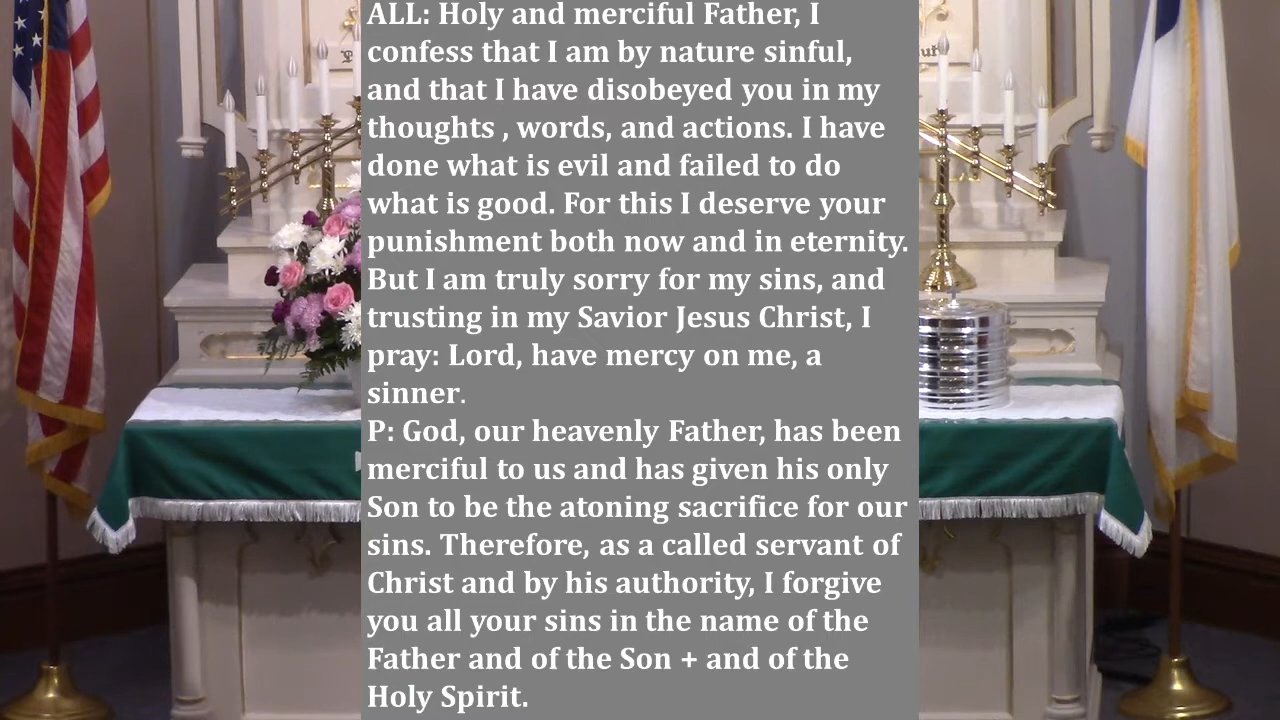 ALL: Holy and merciful Father, I
confess that I am by nature sinful,
and that I have disobeyed you in my
thoughts , words, and actions. I have
done what is evil and failed to do
what is good. For this I deserve your
punishment both now and in eternity.
But I am truly sorry for my sins, and
trusting in my Savior Jesus Christ, I
pray: Lord, have mercy on me, a
sinner.
P: God, our heavenly Father, has been
merciful to us and has given his only
Son to be the atoning sacrifice for our
sins. Therefore, as a called servant of
Christ and by his authority, I forgive
you all your sins in the name of the
Father and of the Son + and of the
Holy Spirit.